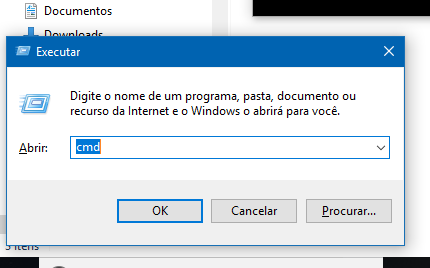 Documentos
Downloads
Executar
Digite o nome de um programa, pasta, documento ou
recurso da Internet e o Windows o abrirá para você.
Abrir:
cmd
OK
Cancelar
Procurar...
5 itens